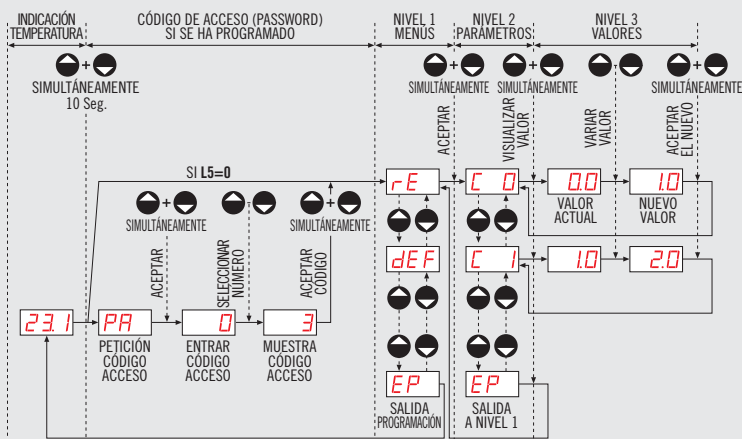 INDICACIÓN
TEMPERATURA
CÓDIGO DE ACCESO (PASSWORD)
SI SE HA PROGRAMADO
NIVEL 1
MENÚS
NIVEL 2
PARÁMETROS
NIVEL 3
VALORES
+
SIMULTÁNEAMENTE
10 Seg.
+
SIMULTÁNEAMENTE
+
SIMULTÁNEAMENTE
-
+
SIMULTÁNEAMENTE
ACEPTAR
VISUALIZAR
VALOR
VARIAR
VALOR
ACEPTAR
EL NUEVO
SI L5=0
rE
C 0
0.0
VALOR
ACTUAL
1.0
NUEVO
VALOR
+
SIMULTÁNEAMENTE
-
+
SIMULTÁNEAMENTE
ACEPTAR
SELECCIONAR
NÚMERO
ACEPTAR
CÓDIGO
dEF
C 1
1.0
2.0
23.1
PA
PETICIÓN
CÓDIGO
ACCESO
0
ENTRAR
CÓDIGO
ACCESO
3
MUESTRA
CÓDIGO
ACCESO
EP
SALIDA
PROGRAMACIÓN
EP
SALIDA
A NIVEL 1